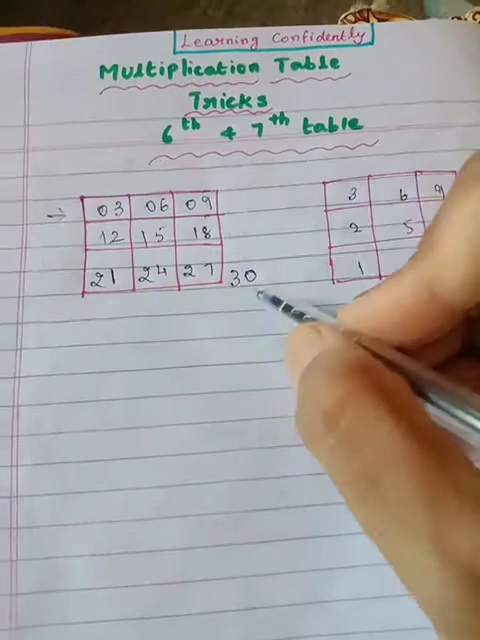 Learning Confidently
Multiplication Table
Tricks
6th & 7th table
→ 03 06 09
12 15 18
21 24 27 30
3 6 9
2 5
1